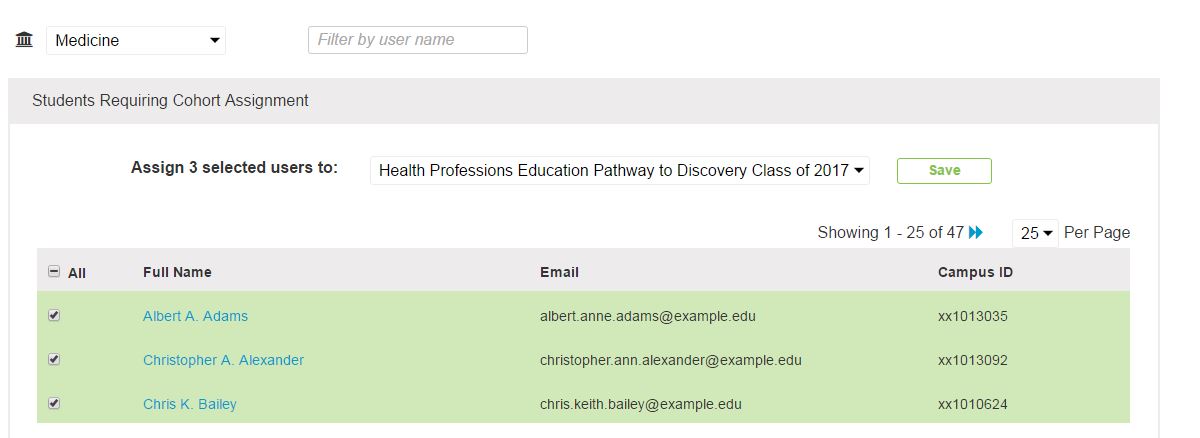 Medicine Filter by user name
Students Requiring Cohort Assignment
Assign 3 selected users to: Health Professions Education Pathway to Discovery Class of 2017 Save
Showing 1 - 25 of 47 25 Per Page
All Full Name Email Campus ID
Albert A. Adams albert.anne.adams@example.edu xx1013035
Christopher A. Alexander christopher.ann.alexander@example.edu xx1013092
Chris K. Bailey chris.keith.bailey@example.edu xx1010624